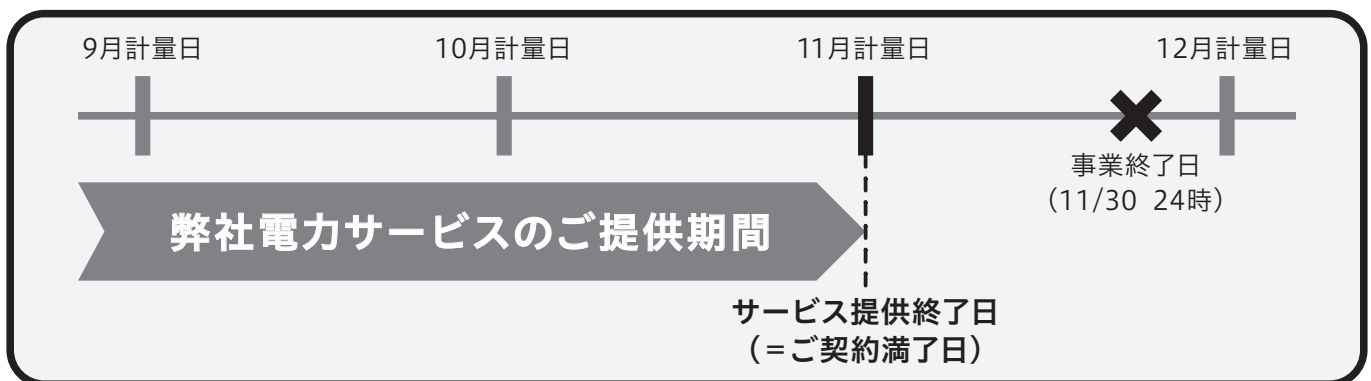 9月計量日
10月計量日
11月計量日
12月計量日
事業終了日
（11/30 24時）
弊社電力サービスのご提供期間
サービス提供終了日
（＝ご契約満了日）